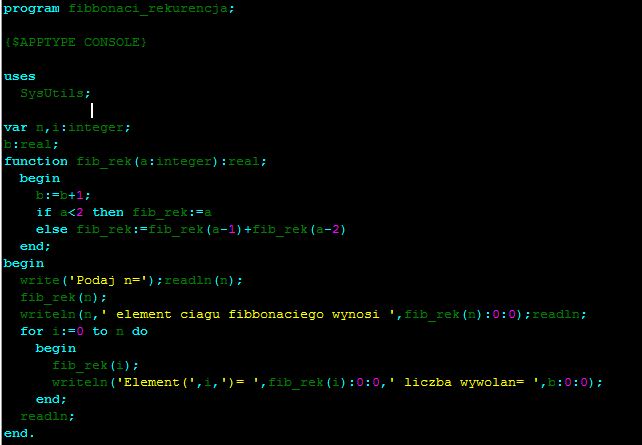 program fibbonaci_rekurencja;
{$APPTYPE CONSOLE}
uses
SysUtils;
var n,i:integer;
b:real;
function fib_rek(a:integer):real;
begin
b:=b+1;
if a<2 then fib_rek:=a
else fib_rek:=fib_rek(a-1)+fib_rek(a-2)
end;
begin
write('Podaj n=');readln(n);
fib_rek(n);
writeln(n,' element ciagu fibbonaciego wynosi ',fib_rek(n):0:0);readln;
for i:=0 to n do
begin
fib_rek(i);
writeln('Element(',i,')= ',fib_rek(i):0:0,' liczba wywolan= ',b:0:0);
end;
readln;
end.